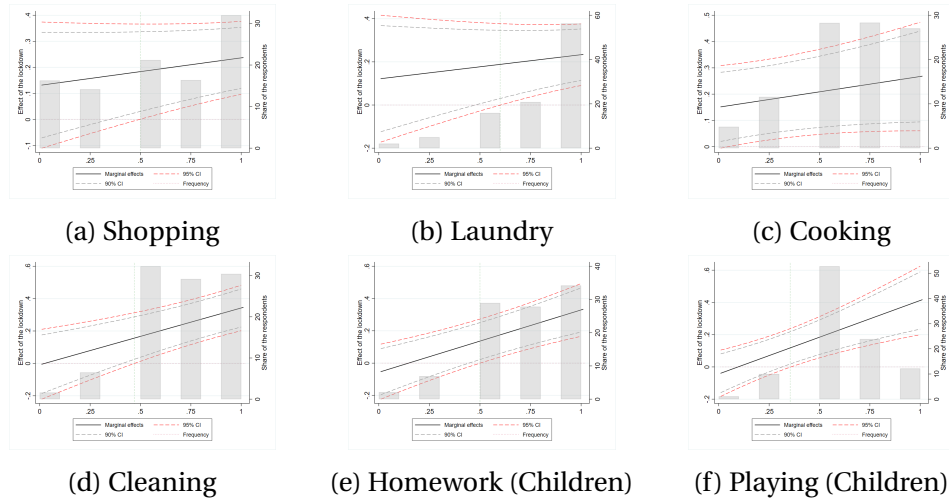 Effect of the lockdown
-.1 0 .1 .2 .3 .4
0 10 20 30
Share of the respondents
0 .25 .5 .75 1
Marginal effects 95% CI
90% CI Frequency
(a) Shopping
Effect of the lockdown
-.2 0 .2 .4
0 20 40 60
Share of the respondents
0 .25 .5 .75 1
Marginal effects 95% CI
90% CI Frequency
(b) Laundry
Effect of the lockdown
0 .1 .2 .3 .4 .5
0 10 20 30
Share of the respondents
0 .25 .5 .75 1
Marginal effects 95% CI
90% CI Frequency
(c) Cooking
Effect of the lockdown
-.2 0 .2 .4 .6
0 10 20 30
Share of the respondents
0 .25 .5 .75 1
Marginal effects 95% CI
90% CI Frequency
(d) Cleaning
Effect of the lockdown
-.2 0 .2 .4 .6
0 10 20 30 40
Share of the respondents
0 .25 .5 .75 1
Marginal effects 95% CI
90% CI Frequency
(e) Homework (Children)
Effect of the lockdown
-.2 0 .2 .4 .6
0 10 20 30 40 50
Share of the respondents
0 .25 .5 .75 1
Marginal effects 95% CI
90% CI Frequency
(f) Playing (Children)